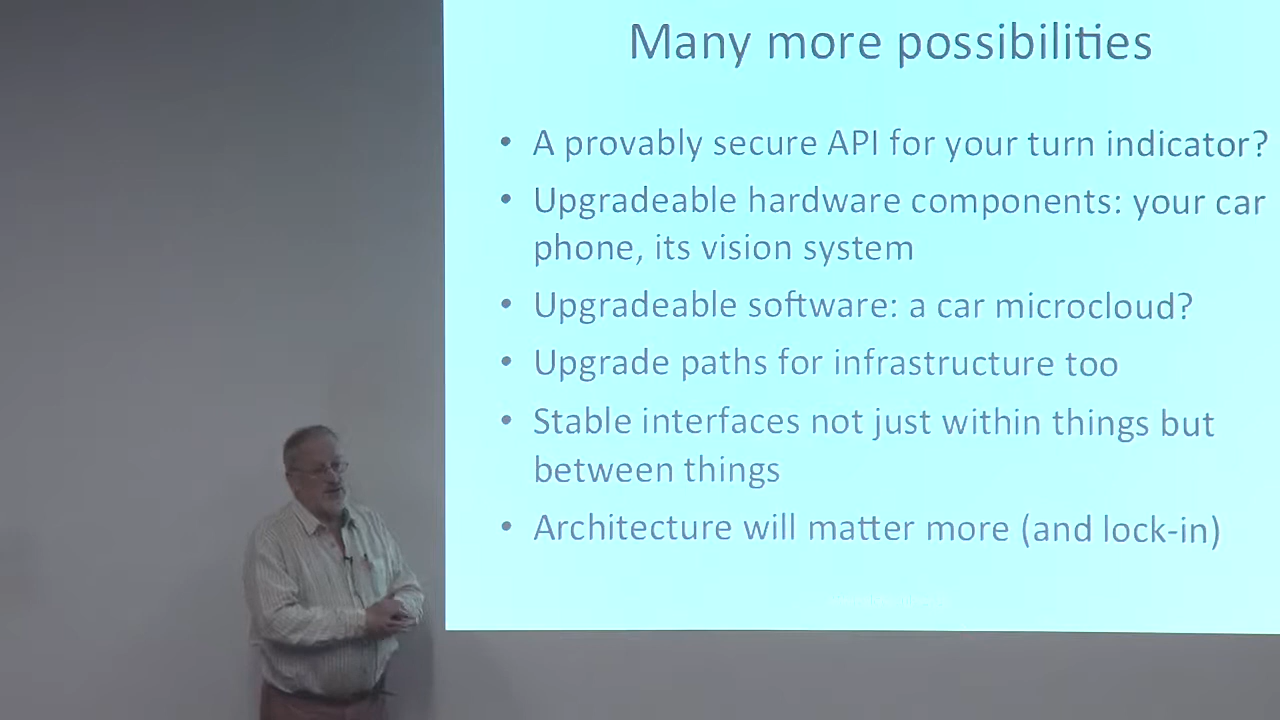 Many more possibilities
• A provably secure API for your turn indicator?
• Upgradeable hardware components: your car
phone, its vision system
• Upgradeable software: a car microcloud?
• Upgrade paths for infrastructure too
• Stable interfaces not just within things but
between things
• Architecture will matter more (and lock-in)